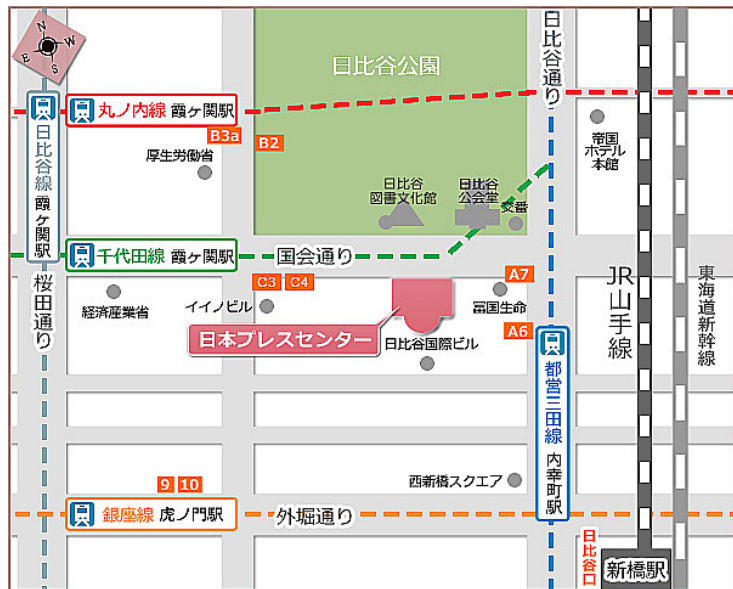 N
W
E
S
日比谷公園
日比谷通り
丸ノ内線 霞ヶ関駅
B3a
B2
厚生労働省
帝国
ホテル
本館
日比谷線 霞ヶ関駅
日比谷
図書文化館
日比谷
公会堂
交番
千代田線 霞ヶ関駅
国会通り
桜田通り
経済産業省
C3
C4
イイノビル
A7
富国生命
日本プレスセンター
日比谷国際ビル
A6
JR山手線
東海道新幹線
都営三田線 内幸町駅
西新橋スクエア
9
10
銀座線 虎ノ門駅
外堀通り
日比谷口
新橋駅